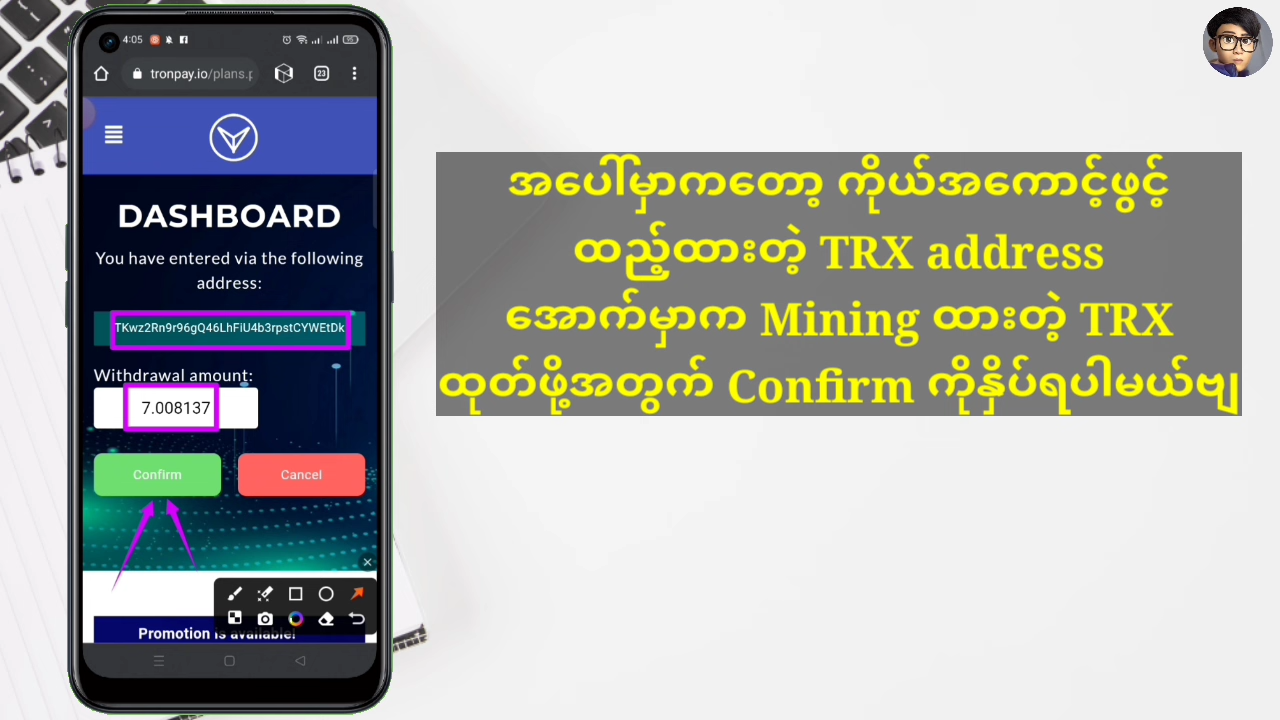 4:05
95
tronpay.io/plans.p
23
DASHBOARD
You have entered via the following
address:
TKwz2Rn9r96gQ46LhFiU4b3rpstCYWEtDk
Withdrawal amount:
7.008137
Confirm
Cancel
Promotion is available!
အပေါ်မှာကတော့ ကိုယ်အကောင့်ဖွင့်
ထည့်ထားတဲ့ TRX address
အောက်မှာက Mining ထားတဲ့ TRX
ထုတ်ဖို့အတွက် Confirm ကိုနှိပ်ရပါမယ်ဗျ